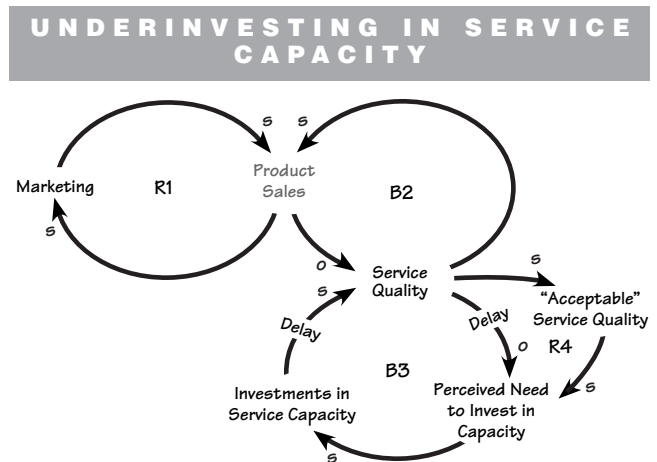 UNDERINVESTING IN SERVICE
CAPACITY
s
s
Product
Sales
Marketing
R1
B2
s
o
s
Service
Quality
s
"Acceptable"
Service Quality
Delay
Delay
o
R4
B3
s
Investments in
Service Capacity
Perceived Need
to Invest in
Capacity
s